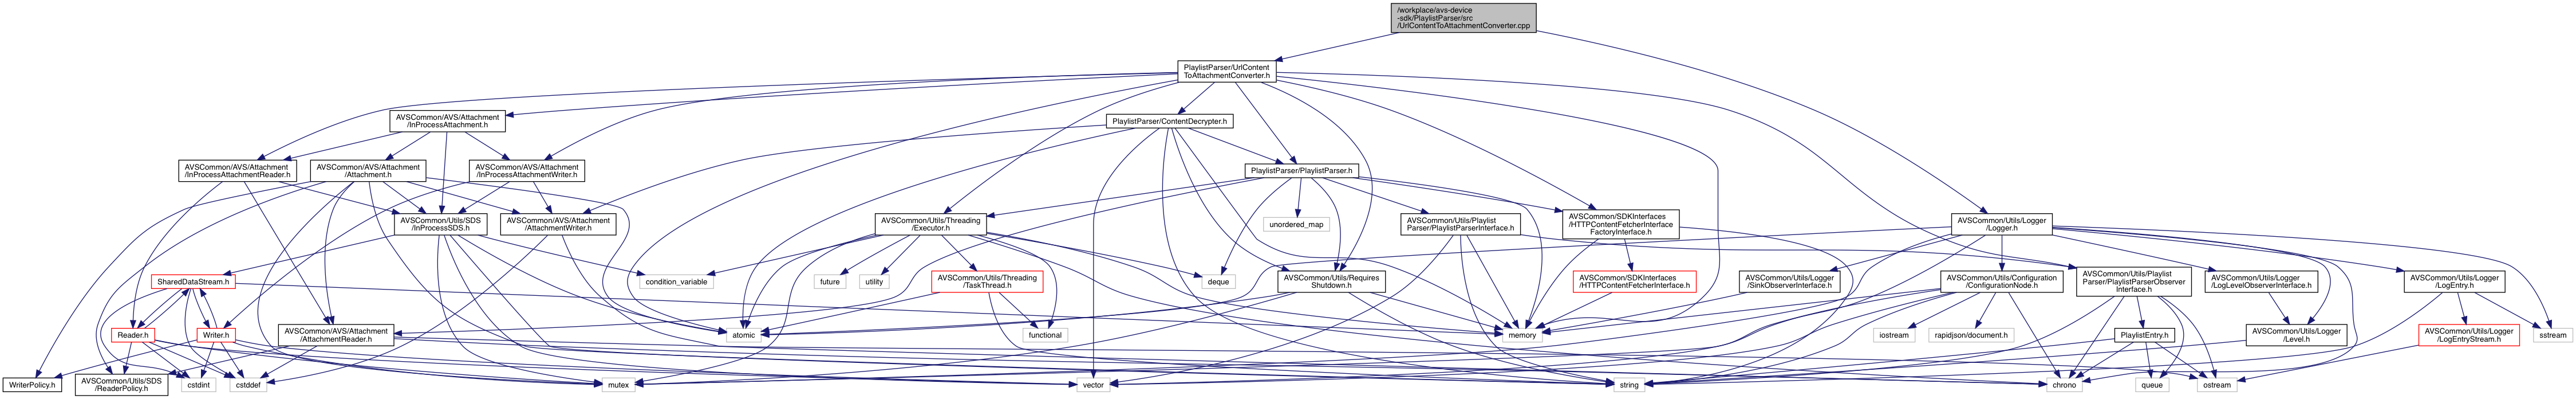 /workplace/avs-device
-sdk/PlaylistParser/src
/UrlContentToAttachmentConverter.cpp
PlaylistParser/UrlContent
ToAttachmentConverter.h
AVSCommon/AVS/Attachment
/InProcessAttachment.h
PlaylistParser/ContentDecrypter.h
AVSCommon/AVS/Attachment
/InProcessAttachmentReader.h
AVSCommon/AVS/Attachment
/Attachment.h
AVSCommon/AVS/Attachment
/InProcessAttachmentWriter.h
PlaylistParser/PlaylistParser.h
AVSCommon/Utils/SDS
/InProcessSDS.h
AVSCommon/AVS/Attachment
/AttachmentWriter.h
AVSCommon/Utils/Threading
/Executor.h
unordered_map
AVSCommon/Utils/Playlist
Parser/PlaylistParserInterface.h
AVSCommon/SDKInterfaces
/HTTPContentFetcherInterface
FactoryInterface.h
AVSCommon/Utils/Logger
/Logger.h
SharedDataStream.h
condition_variable
future
utility
AVSCommon/Utils/Threading
/TaskThread.h
deque
AVSCommon/Utils/Requires
Shutdown.h
AVSCommon/SDKInterfaces
/HTTPContentFetcherInterface.h
AVSCommon/Utils/Logger
/SinkObserverInterface.h
AVSCommon/Utils/Configuration
/ConfigurationNode.h
AVSCommon/Utils/Playlist
Parser/PlaylistParserObserver
Interface.h
AVSCommon/Utils/Logger
/LogLevelObserverInterface.h
AVSCommon/Utils/Logger
/LogEntry.h
Reader.h
Writer.h
AVSCommon/AVS/Attachment
/AttachmentReader.h
atomic
functional
memory
iostream
rapidjson/document.h
PlaylistEntry.h
AVSCommon/Utils/Logger
/Level.h
AVSCommon/Utils/Logger
/LogEntryStream.h
sstream
WriterPolicy.h
AVSCommon/Utils/SDS
/ReaderPolicy.h
cstdint
cstddef
mutex
vector
string
chrono
queue
ostream